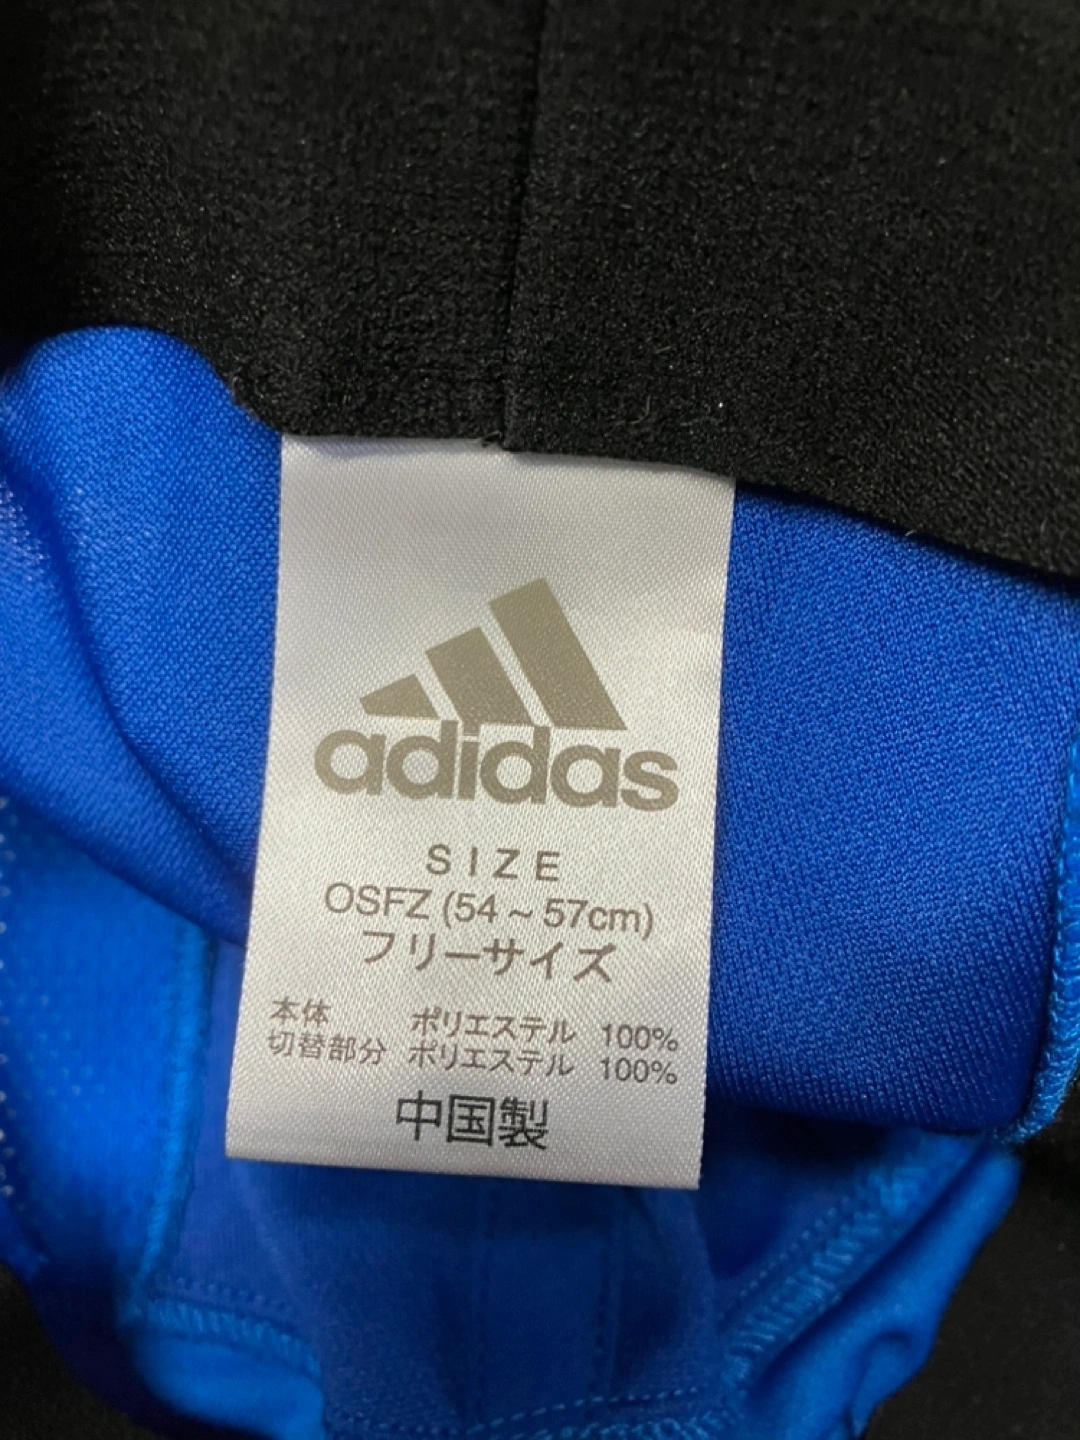 adidas
SIZE
OSFZ (54 ~ 57cm)
フリーサイズ
本体 ポリエステル 100%
切替部分 ポリエステル 100%
中国製